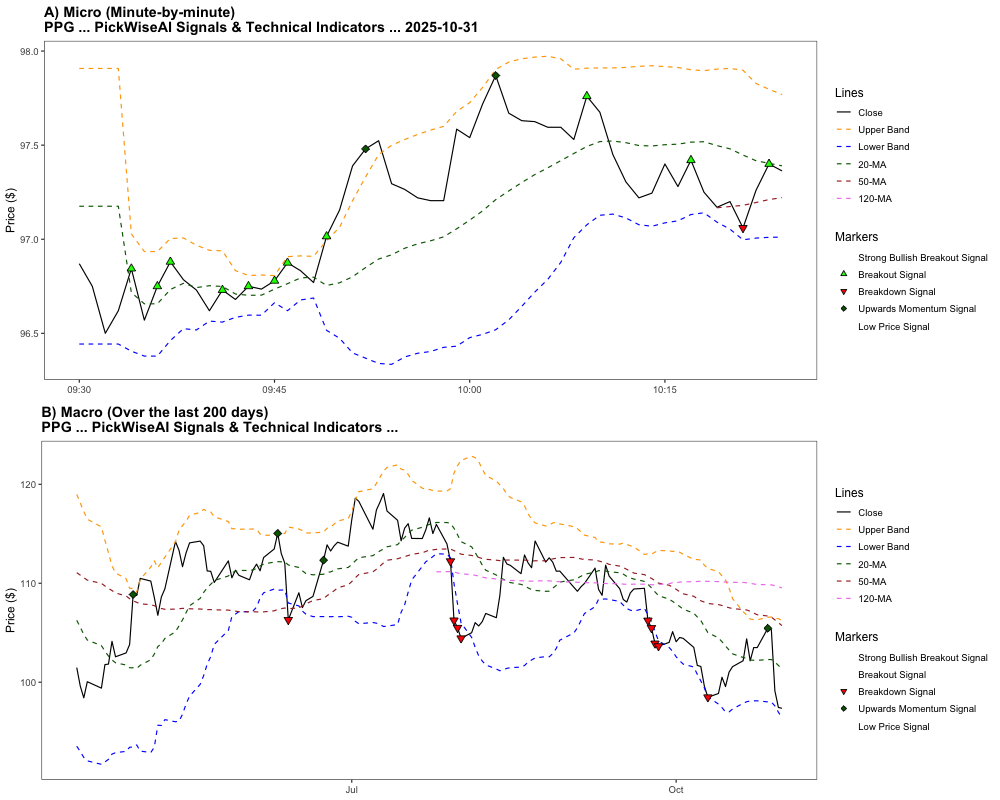 A) Micro (Minute-by-minute)
PPG ... PickWiseAI Signals & Technical Indicators ... 2025-10-31
98.0
97.5
97.0
96.5
Price ($)
09:30
09:45
10:00
10:15
Lines
Close
Upper Band
Lower Band
20-MA
50-MA
120-MA
Markers
Strong Bullish Breakout Signal
Breakout Signal
Breakdown Signal
Upwards Momentum Signal
Low Price Signal
B) Macro (Over the last 200 days)
PPG ... PickWiseAI Signals & Technical Indicators ...
120
110
100
Price ($)
Jul
Oct
Lines
Close
Upper Band
Lower Band
20-MA
50-MA
120-MA
Markers
Strong Bullish Breakout Signal
Breakout Signal
Breakdown Signal
Upwards Momentum Signal
Low Price Signal